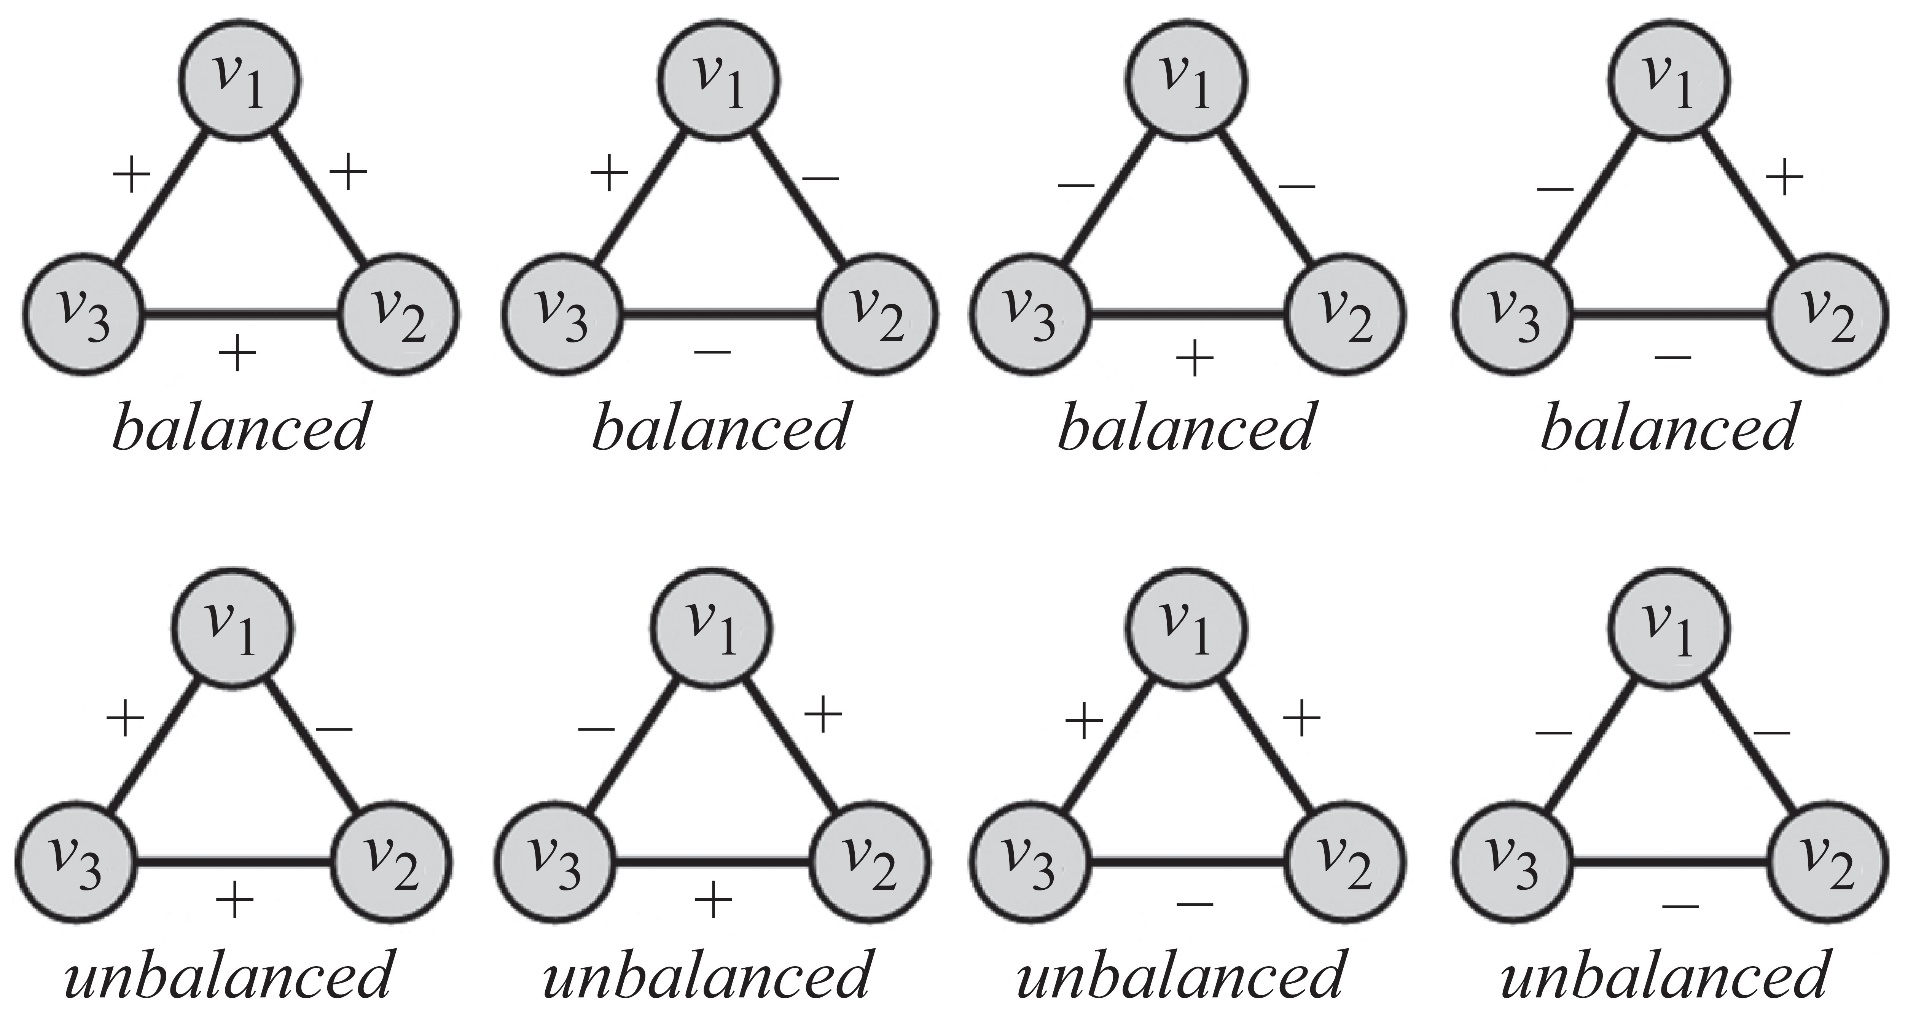 v1 v1 v1 v1
+ + + − − − − +
v3 v2 v3 v2 v3 v2 v3 v2
+ − + −
balanced balanced balanced balanced
v1 v1 v1 v1
+ − − + + + − −
v3 v2 v3 v2 v3 v2 v3 v2
+ + − −
unbalanced unbalanced unbalanced unbalanced